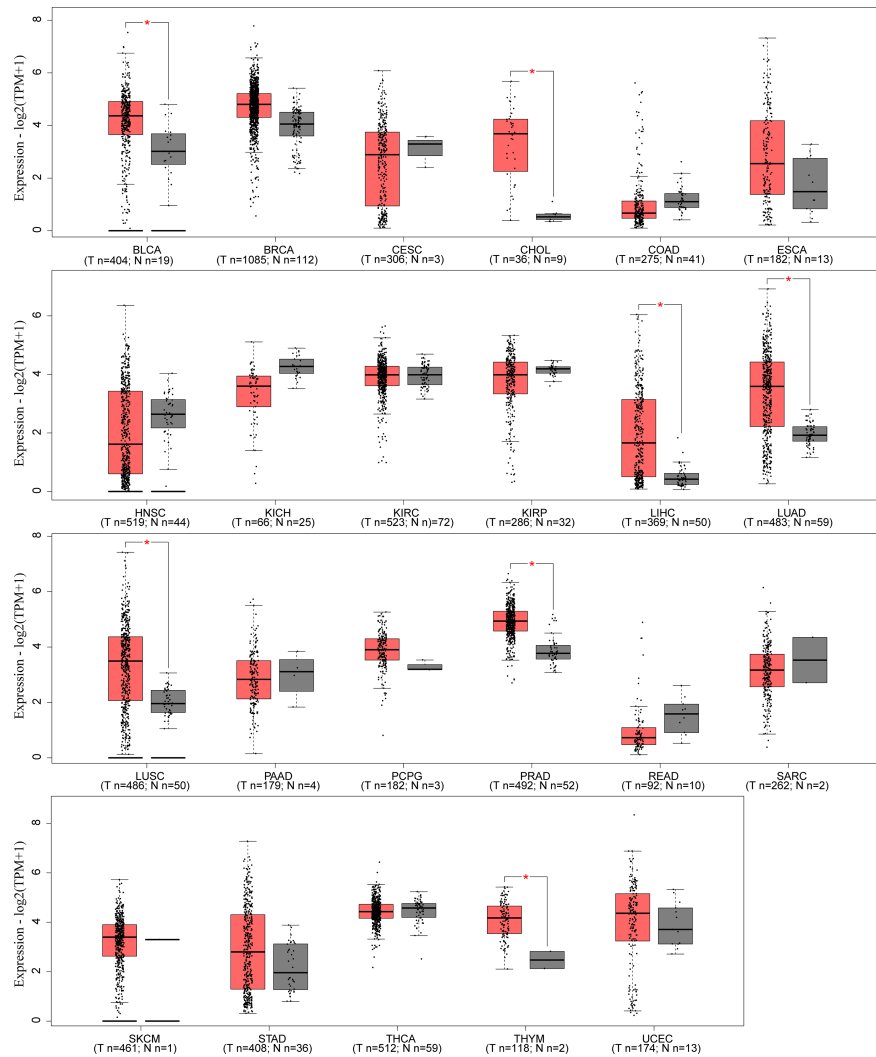 Expression - log2(TPM+1)
8
6
4
2
0
*
*
BLCA
BRCA
CESC
CHOL
COAD
ESCA
(T n=404; N n=19)
(T n=1085; N n=112)
(T n=306; N n=3)
(T n=36; N n=9)
(T n=275; N n=41)
(T n=182; N n=13)
Expression - log2(TPM+1)
6
4
2
0
*
*
HNSC
KICH
KIRC
KIRP
LIHC
LUAD
(T n=519; N n=44)
(T n=66; N n=25)
(T n=523; N n)=72)
(T n=286; N n=32)
(T n=369; N n=50)
(T n=483; N n=59)
Expression - log2(TPM+1)
8
6
4
2
0
*
*
LUSC
PAAD
PCPG
PRAD
READ
SARC
(T n=486; N n=50)
(T n=179; N n=4)
(T n=182; N n=3)
(T n=492; N n=52)
(T n=92; N n=10)
(T n=262; N n=2)
Expression - log2(TPM+1)
8
6
4
2
0
*
SKCM
STAD
THCA
THYM
UCEC
(T n=461; N n=1)
(T n=408; N n=36)
(T n=512; N n=59)
(T n=118; N n=2)
(T n=174; N n=13)